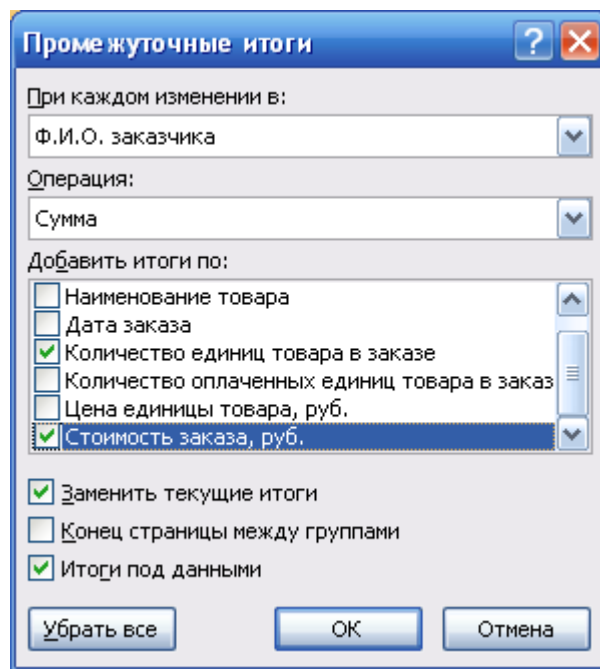 Промежуточные итоги
При каждом изменении в:
Ф.И.О. заказчика
Операция:
Сумма
Добавить итоги по:
Наименование товара
Дата заказа
Количество единиц товара в заказе
Количество оплаченных единиц товара в заказ
Цена единицы товара, руб.
Стоимость заказа, руб.
Заменить текущие итоги
Конец страницы между группами
Итоги под данными
Убрать все ОК Отмена